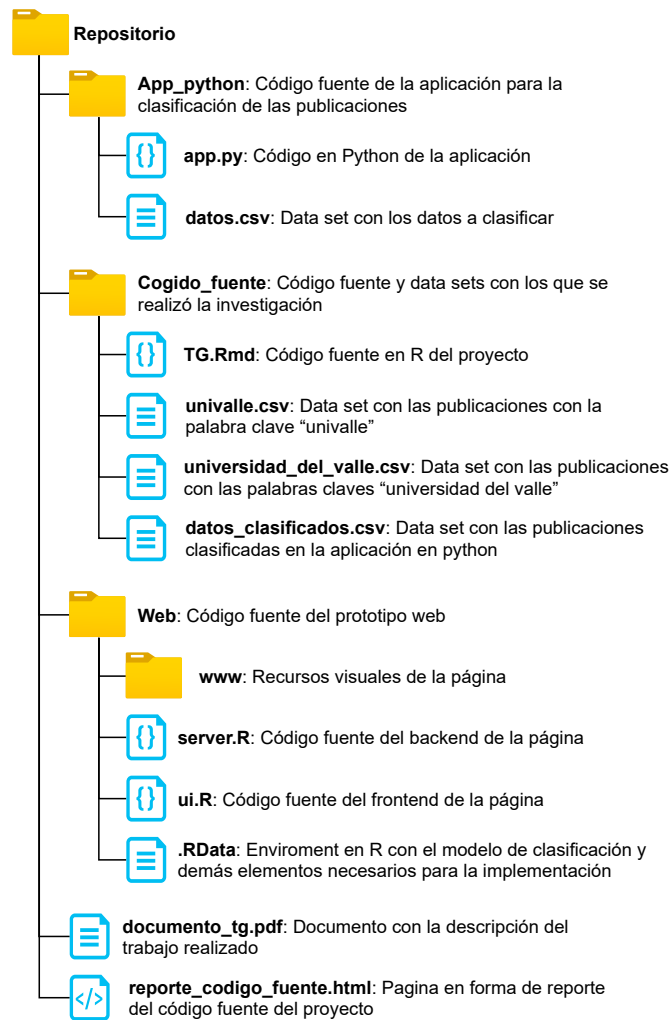 Repositorio
App_python: Código fuente de la aplicación para la
clasificación de las publicaciones
app.py: Código en Python de la aplicación
datos.csv: Data set con los datos a clasificar
Cogido_fuente: Código fuente y data sets con los que se
realizó la investigación
TG.Rmd: Código fuente en R del proyecto
univalle.csv: Data set con las publicaciones con la
palabra clave “univalle”
universidad_del_valle.csv: Data set con las publicaciones
con las palabras claves “universidad del valle”
datos_clasificados.csv: Data set con las publicaciones
clasificadas en la aplicación en python
Web: Código fuente del prototipo web
www: Recursos visuales de la página
server.R: Código fuente del backend de la página
ui.R: Código fuente del frontend de la página
.RData: Enviroment en R con el modelo de clasificación y
demás elementos necesarios para la implementación
documento_tg.pdf: Documento con la descripción del
trabajo realizado
reporte_codigo_fuente.html: Pagina en forma de reporte
del código fuente del proyecto